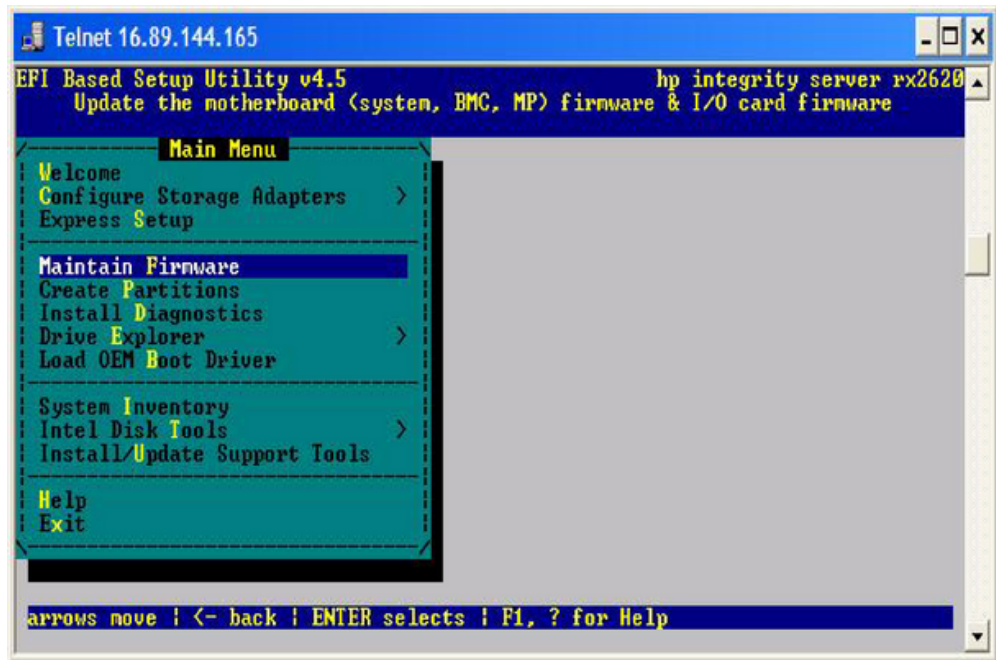 Telnet 16.89.144.165
EFI Based Setup Utility v4.5 hp integrity server rx2620
Update the motherboard (system, BMC, MP) firmware & I/O card firmware
Main Menu
Welcome
Configure Storage Adapters >
Express Setup
Maintain Firmware
Create Partitions
Install Diagnostics
Drive Explorer >
Load OEM Boot Driver
System Inventory
Intel Disk Tools >
Install/Update Support Tools
Help
Exit
arrows move ¦ <- back ¦ ENTER selects ¦ F1, ? for Help